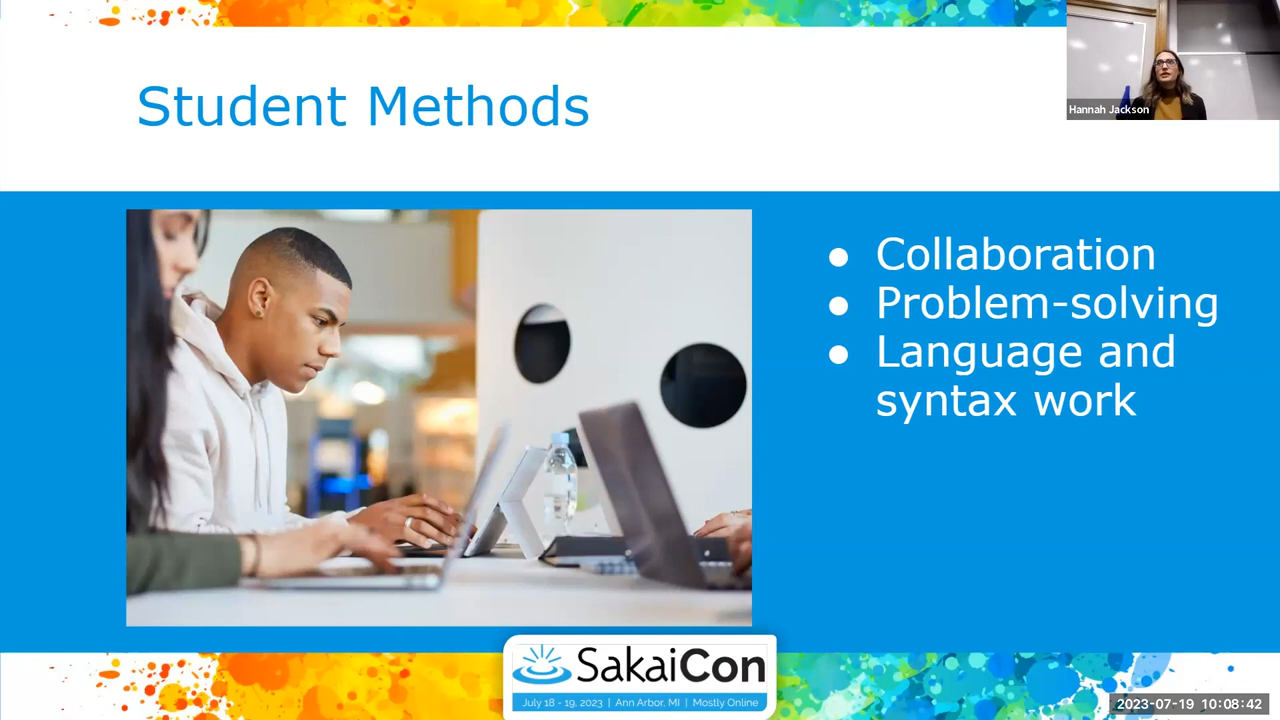 Student Methods
Hannah Jackson
● Collaboration
● Problem-solving
● Language and
syntax work
SakaiCon
July 18 - 19, 2023 | Ann Arbor, MI | Mostly Online
2023-07-19 10:08:42